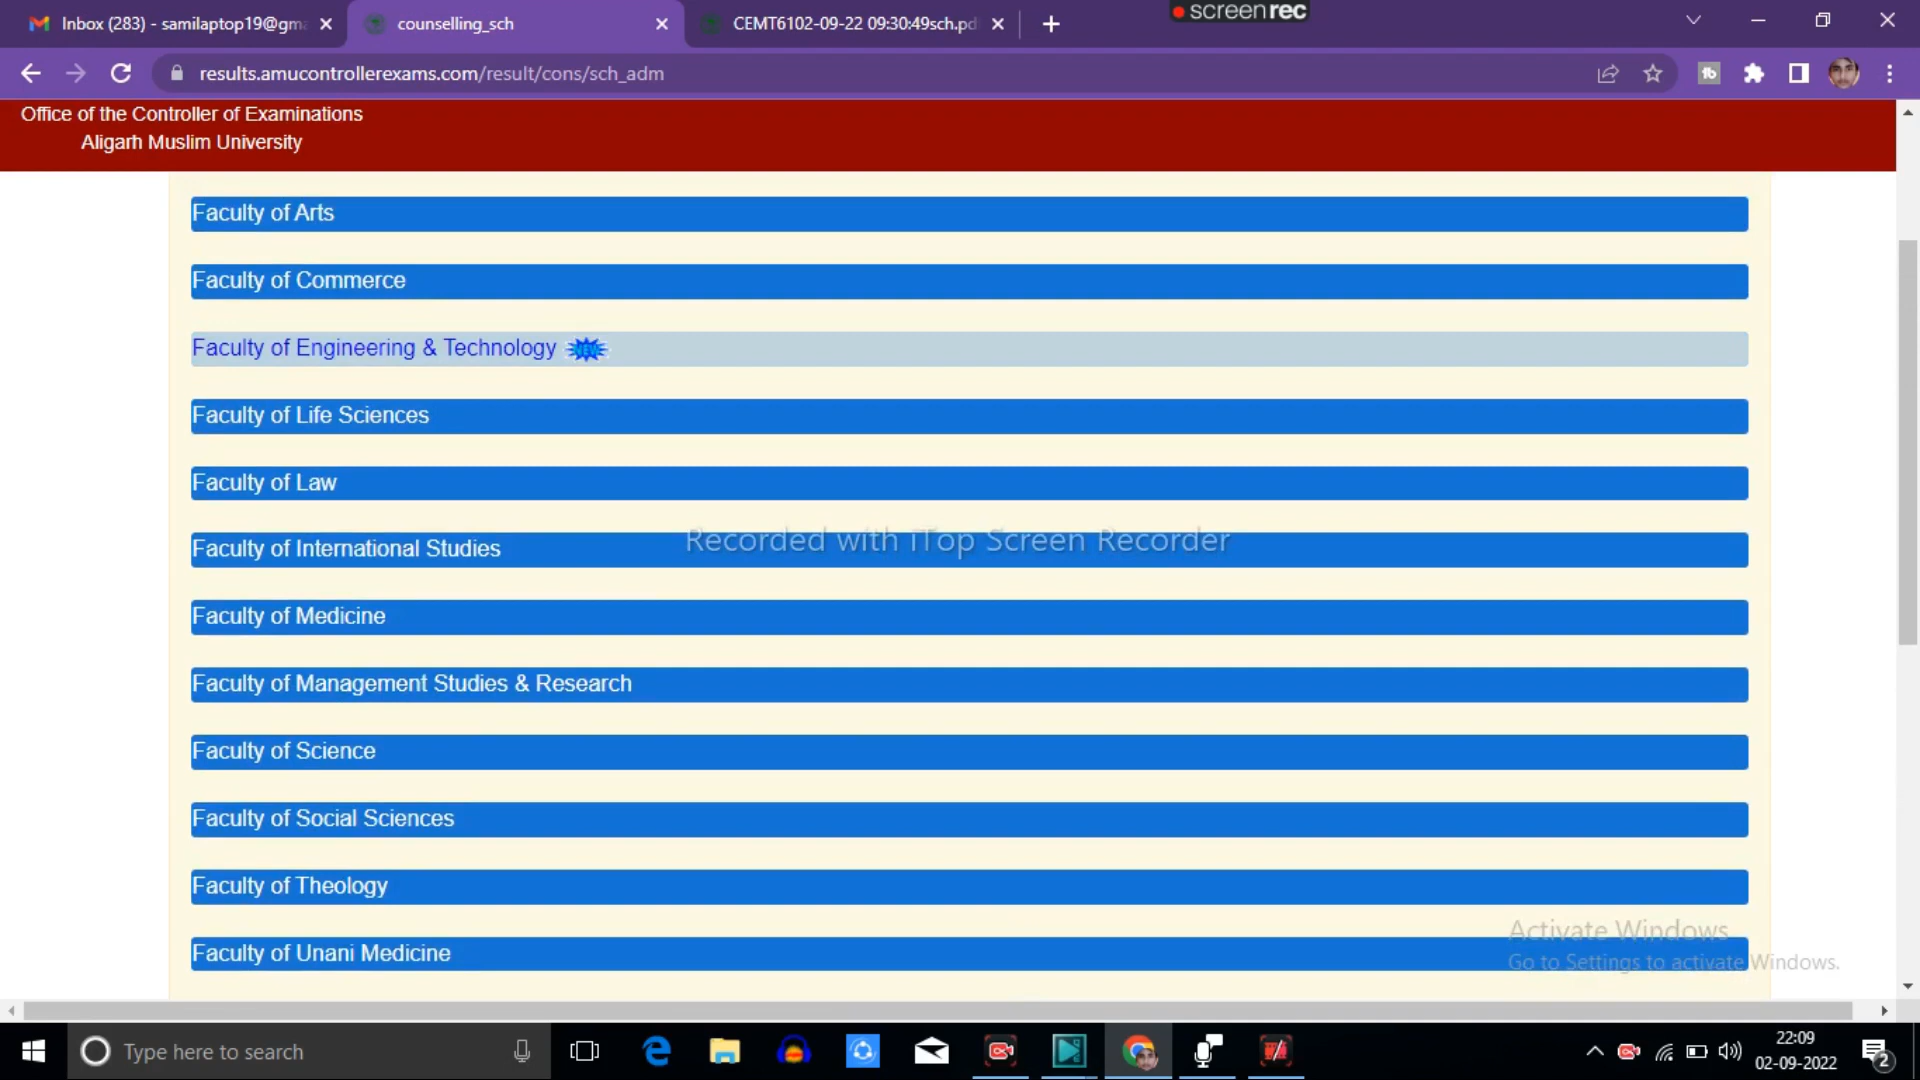 Inbox (283) - samilaptop19@gm
counselling_sch
CEMT6102-09-22 09:30:49sch.pd
screenrec
results.amucontrollerexams.com/result/cons/sch_adm
Office of the Controller of Examinations
Aligarh Muslim University
Faculty of Arts
Faculty of Commerce
Faculty of Engineering & Technology
Faculty of Life Sciences
Faculty of Law
Faculty of International Studies
Recorded with iTop Screen Recorder
Faculty of Medicine
Faculty of Management Studies & Research
Faculty of Science
Faculty of Social Sciences
Faculty of Theology
Faculty of Unani Medicine
Activate Windows
Go to Settings to activate Windows.
Type here to search
22:09
02-09-2022
2